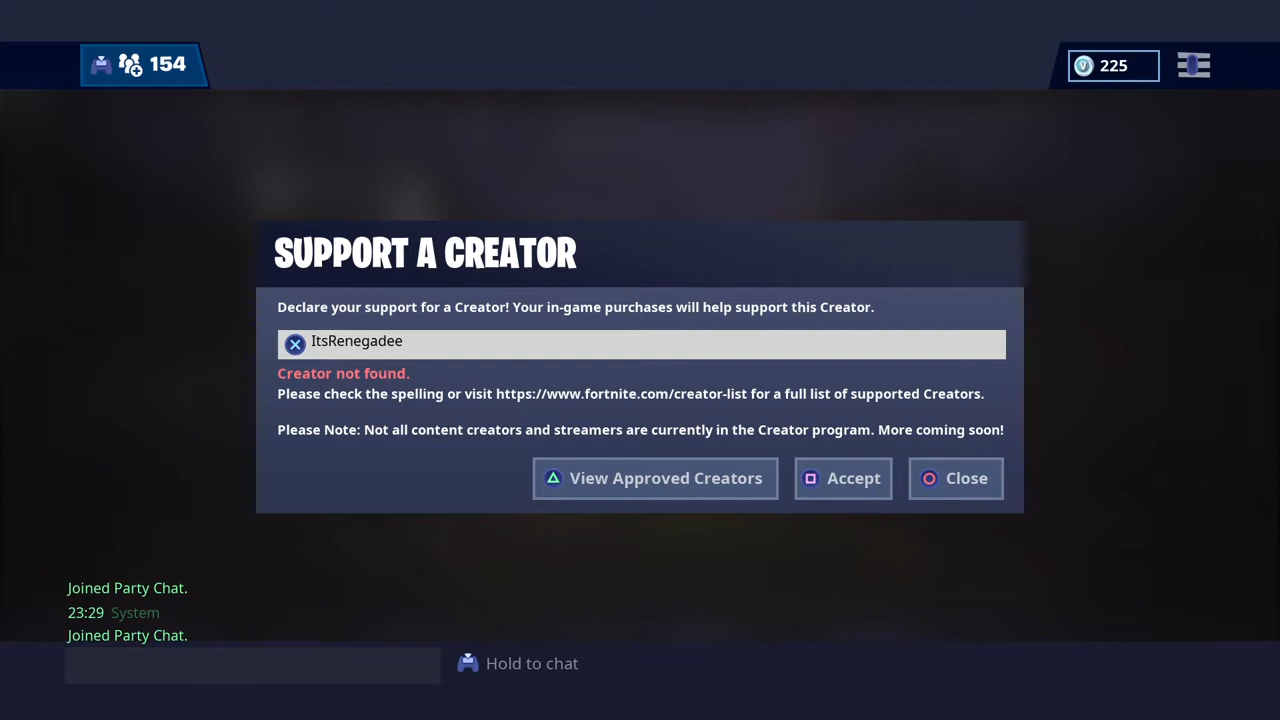 154
225
SUPPORT A CREATOR
Declare your support for a Creator! Your in-game purchases will help support this Creator.
ItsRenegadee
Creator not found.
Please check the spelling or visit https://www.fortnite.com/creator-list for a full list of supported Creators.
Please Note: Not all content creators and streamers are currently in the Creator program. More coming soon!
View Approved Creators
Accept
Close
Joined Party Chat.
23:29 System
Joined Party Chat.
Hold to chat